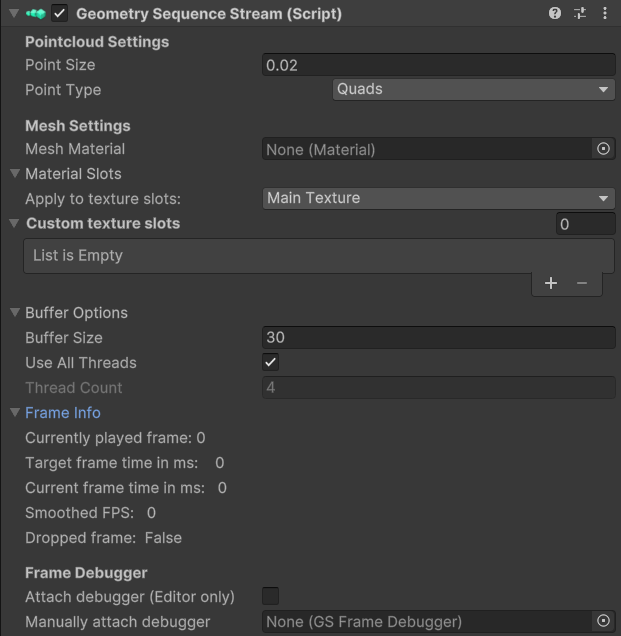 Geometry Sequence Stream (Script)
Pointcloud Settings
Point Size 0.02
Point Type Quads
Mesh Settings
Mesh Material None (Material)
Material Slots
Apply to texture slots: Main Texture
Custom texture slots 0
List is Empty
+ −
Buffer Options
Buffer Size 30
Use All Threads
Thread Count 4
Frame Info
Currently played frame: 0
Target frame time in ms: 0
Current frame time in ms: 0
Smoothed FPS: 0
Dropped frame: False
Frame Debugger
Attach debugger (Editor only)
Manually attach debugger None (GS Frame Debugger)